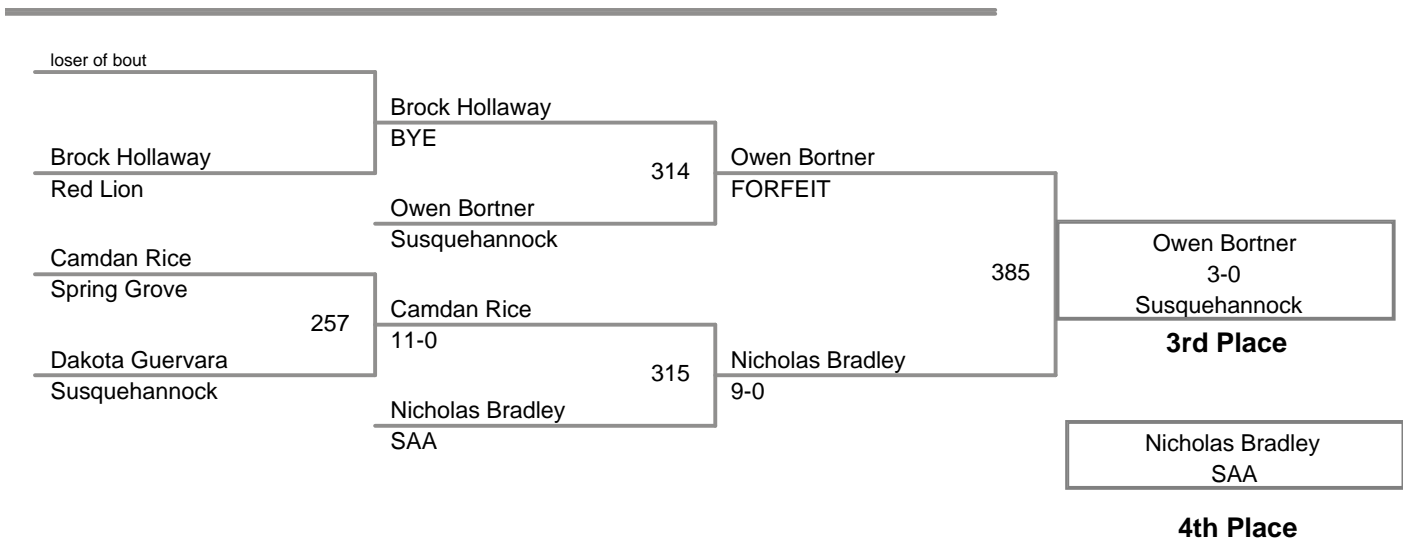 loser of bout
Brock Hollaway
BYE
Brock Hollaway
Red Lion
314
Owen Bortner
FORFEIT
Owen Bortner
Susquehannock
Camdan Rice
Spring Grove
257
Camdan Rice
11-0
Dakota Guervara
Susquehannock
315
Nicholas Bradley
9-0
Nicholas Bradley
SAA
385
Owen Bortner
3-0
Susquehannock
3rd Place
Nicholas Bradley
SAA
4th Place